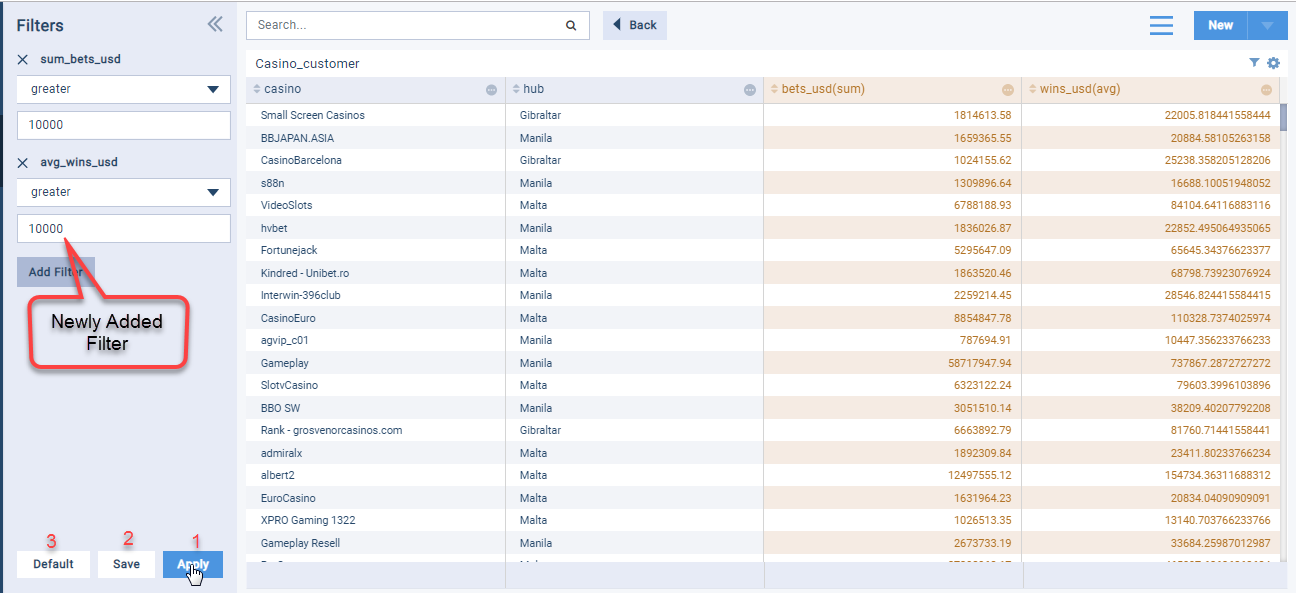 Filters
sum_bets_usd
greater
10000
avg_wins_usd
greater
10000
Add Filter
Newly Added
Filter
3 2 1
Default Save Apply
Search... Back New
Casino_customer
casino hub bets_usd(sum) wins_usd(avg)
Small Screen Casinos Gibraltar 1814613.58 22005.818441558444
BBJAPAN.ASIA Manila 1659365.55 20884.58105263158
CasinoBarcelona Gibraltar 1024155.62 25238.358205128206
s88n Manila 1309896.64 16688.10051948052
VideoSlots Malta 6788188.93 84104.64116883116
hvbet Manila 1836026.87 22852.495064935065
Fortunejack Malta 5295647.09 65645.34376623377
Kindred - Unibet.ro Malta 1863520.46 68798.73923076924
Interwin-396club Manila 2259214.45 28546.824415584415
CasinoEuro Malta 8854847.78 110328.7374025974
agvip_c01 Manila 787694.91 10447.356233766233
Gameplay Manila 58717947.94 737867.2872727272
SlotvCasino Malta 6323122.24 79603.3996103896
BBO SW Manila 3051510.14 38209.40207792208
Rank - grosvenorcasinos.com Gibraltar 6663892.79 81760.71441558441
admiralx Malta 1892309.84 23411.80233766234
albert2 Malta 12497555.12 154734.36311688312
EuroCasino Malta 1631964.23 20834.04090909091
XPRO Gaming 1322 Malta 1026513.35 13140.703766233766
Gameplay Resell Manila 2673733.19 33684.25987012987